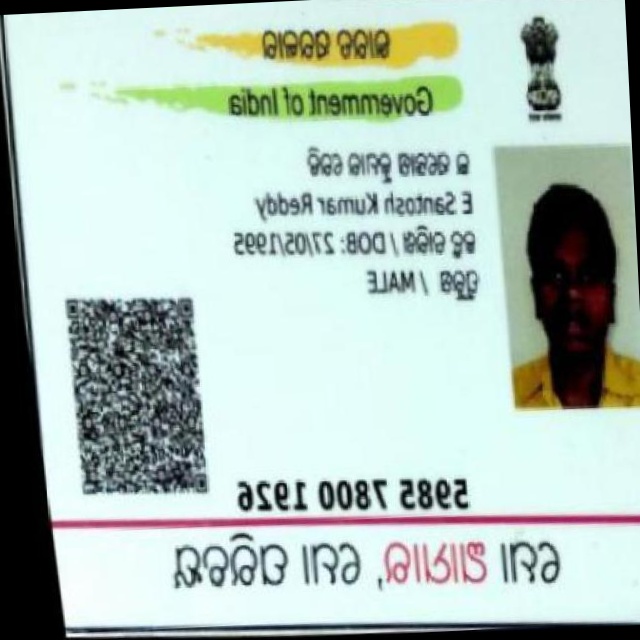 ଭାରତ ସରକାର
Government of India
ଇ ସନ୍ତୋଷ କୁମାର ରେଡ୍ଡି
E Santosh Kumar Reddy
ଜନ୍ମ ତାରିଖ / DOB: 27/05/1995
ପୁରୁଷ / MALE
5985 7800 1926
ମୋ ଆଧାର, ମୋ ପରିଚୟ